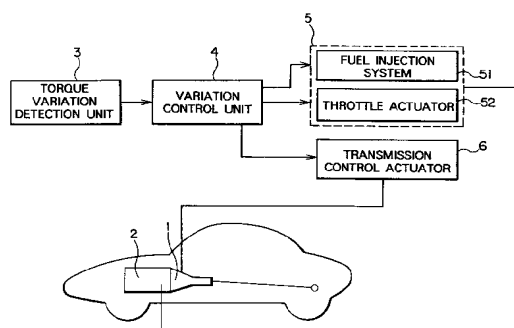 3
TORQUE
VARIATION
DETECTION UNIT
4
VARIATION
CONTROL UNIT
5
FUEL INJECTION
SYSTEM
51
THROTTLE ACTUATOR
52
TRANSMISSION
CONTROL ACTUATOR
6
2
1